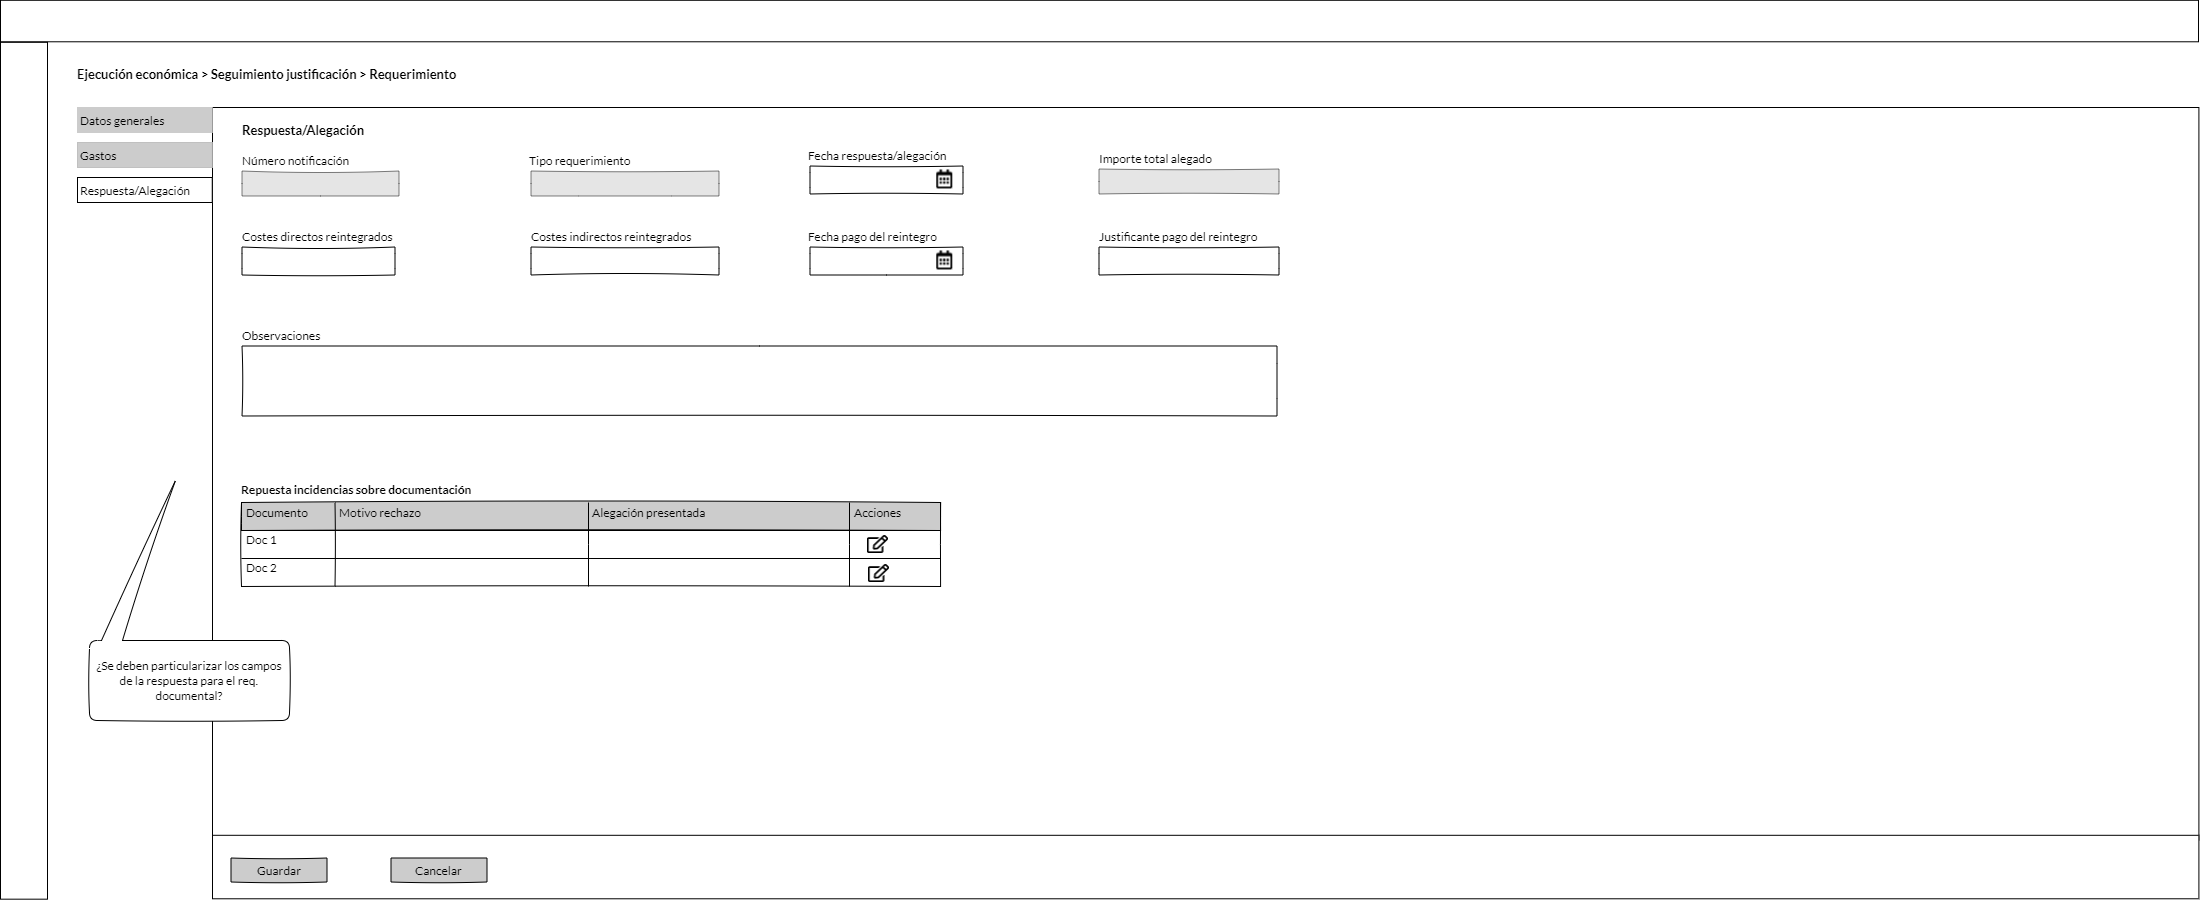 Ejecución económica > Seguimiento justificación > Requerimiento
Datos generales
Gastos
Respuesta/Alegación
Respuesta/Alegación
Número notificación
Tipo requerimiento
Fecha respuesta/alegación
Importe total alegado
Costes directos reintegrados
Costes indirectos reintegrados
Fecha pago del reintegro
Justificante pago del reintegro
Observaciones
Repuesta incidencias sobre documentación
Documento Motivo rechazo Alegación presentada Acciones
Doc 1
Doc 2
¿Se deben particularizar los campos
de la respuesta para el req.
documental?
Guardar
Cancelar